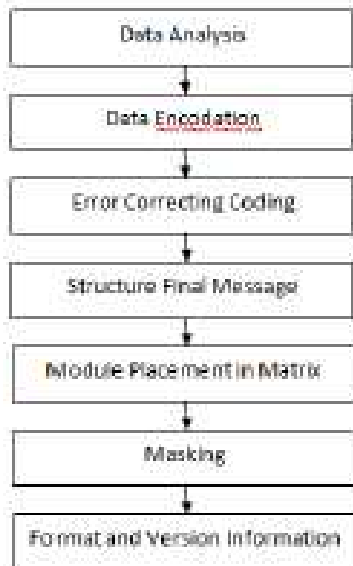 Data Analysis
Data Encodation
Error Correcting Coding
Structure Final Message
Module Placement in Matrix
Masking
Format and Version Information